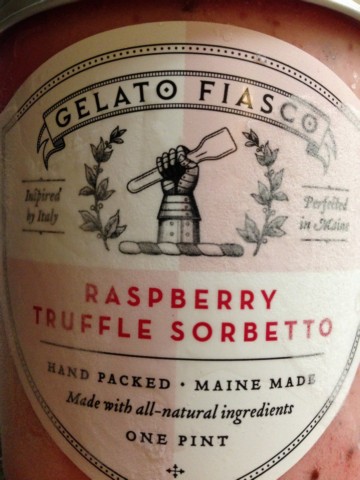 GELATO FIASCO
Inspired
by Italy
Perfected
in Maine
RASPBERRY
TRUFFLE SORBETTO
HAND PACKED · MAINE MADE
Made with all-natural ingredients
ONE PINT